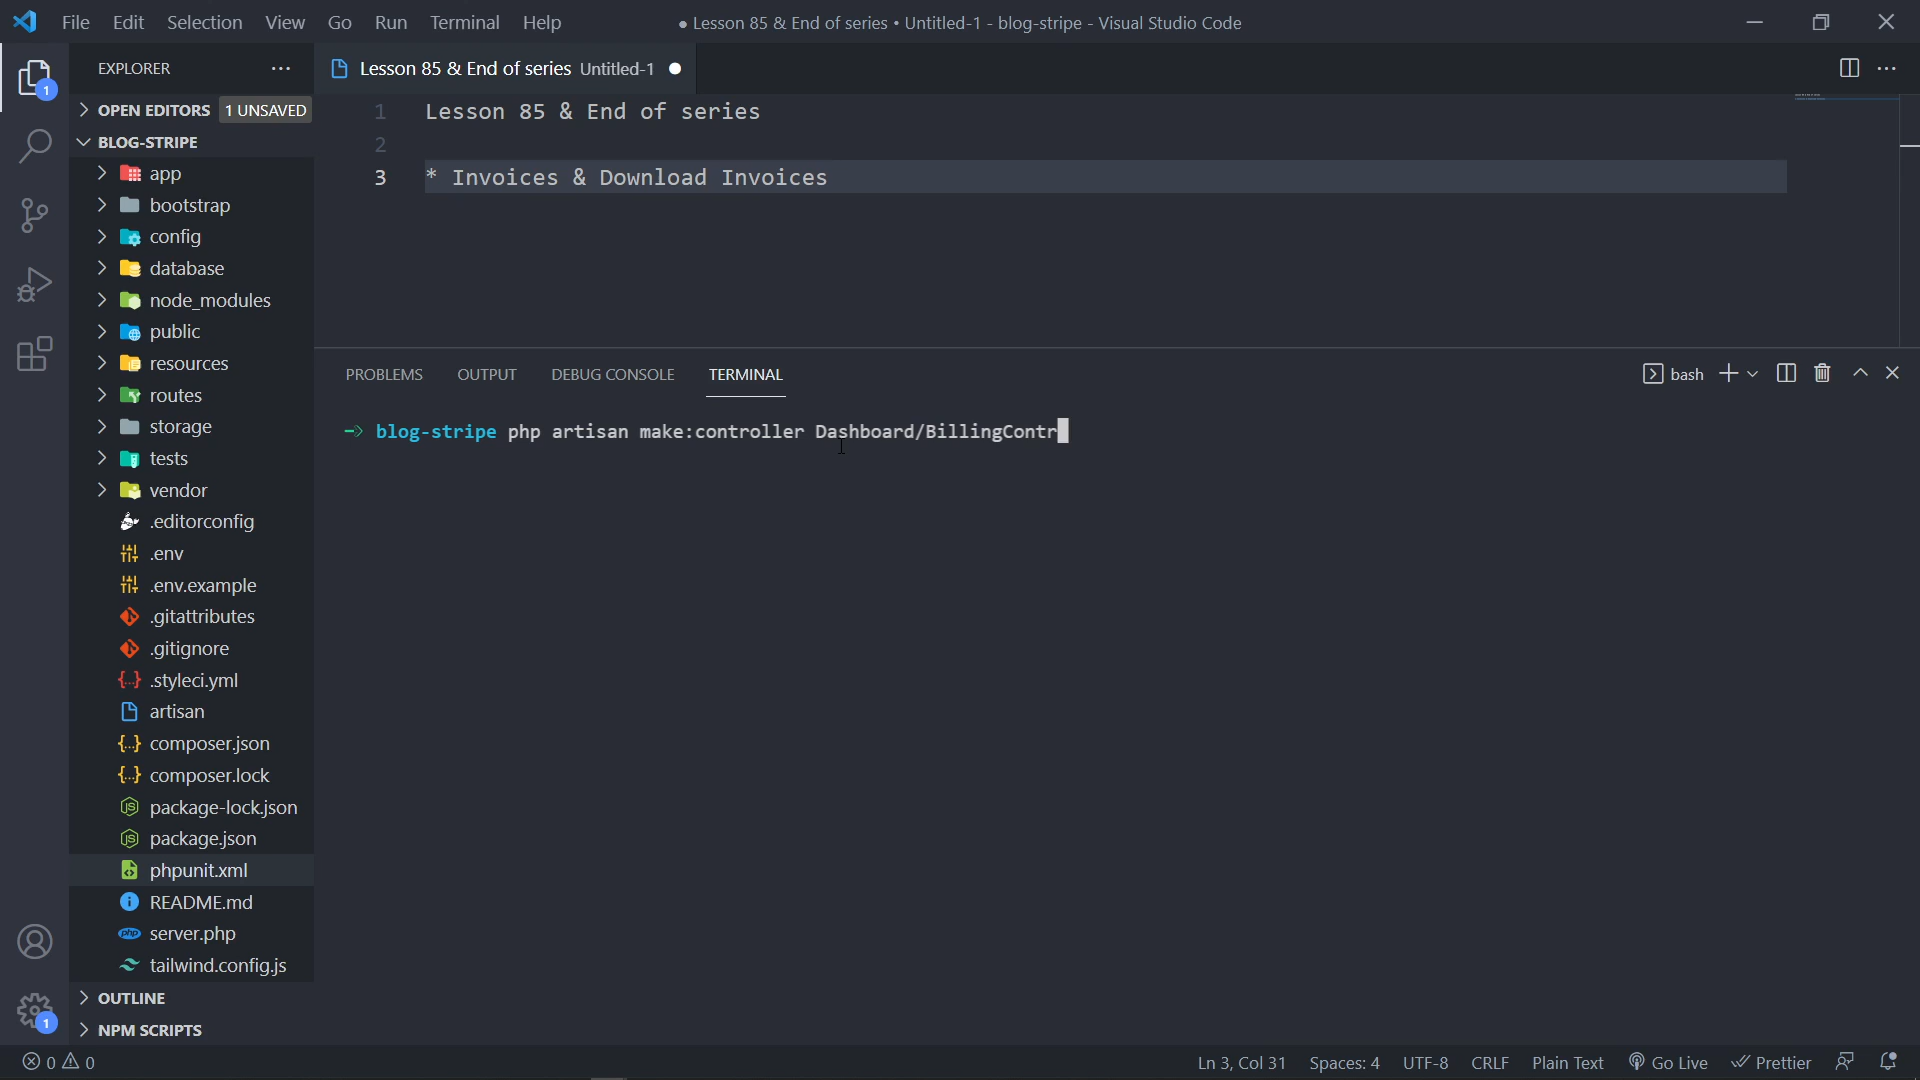 File Edit Selection View Go Run Terminal Help
● Lesson 85 & End of series • Untitled-1 - blog-stripe - Visual Studio Code
EXPLORER
Lesson 85 & End of series Untitled-1
OPEN EDITORS 1 UNSAVED
BLOG-STRIPE
app
bootstrap
config
database
node_modules
public
resources
routes
storage
tests
vendor
.editorconfig
.env
.env.example
.gitattributes
.gitignore
.styleci.yml
artisan
composer.json
composer.lock
package-lock.json
package.json
phpunit.xml
README.md
server.php
tailwind.config.js
OUTLINE
NPM SCRIPTS
1
1
1 Lesson 85 & End of series
2
3 * Invoices & Download Invoices
PROBLEMS OUTPUT DEBUG CONSOLE TERMINAL
bash
blog-stripe php artisan make:controller Dashboard/BillingContr
0 0
Ln 3, Col 31 Spaces: 4 UTF-8 CRLF Plain Text Go Live Prettier